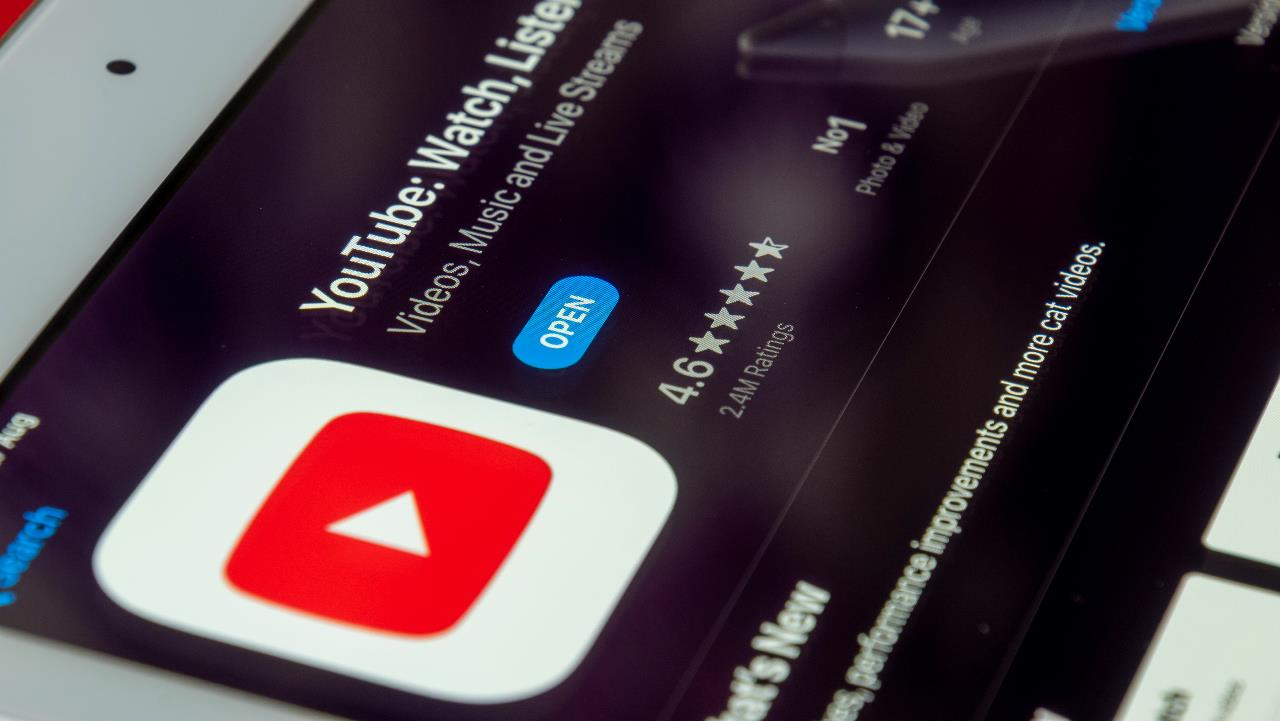 Aug
Search
YouTube: Watch, Listen
Videos, Music and Live Streams
OPEN
4.6
2.4M Ratings
No1
Photo & Video
17+
Age
What's New
performance improvements and more cat videos.